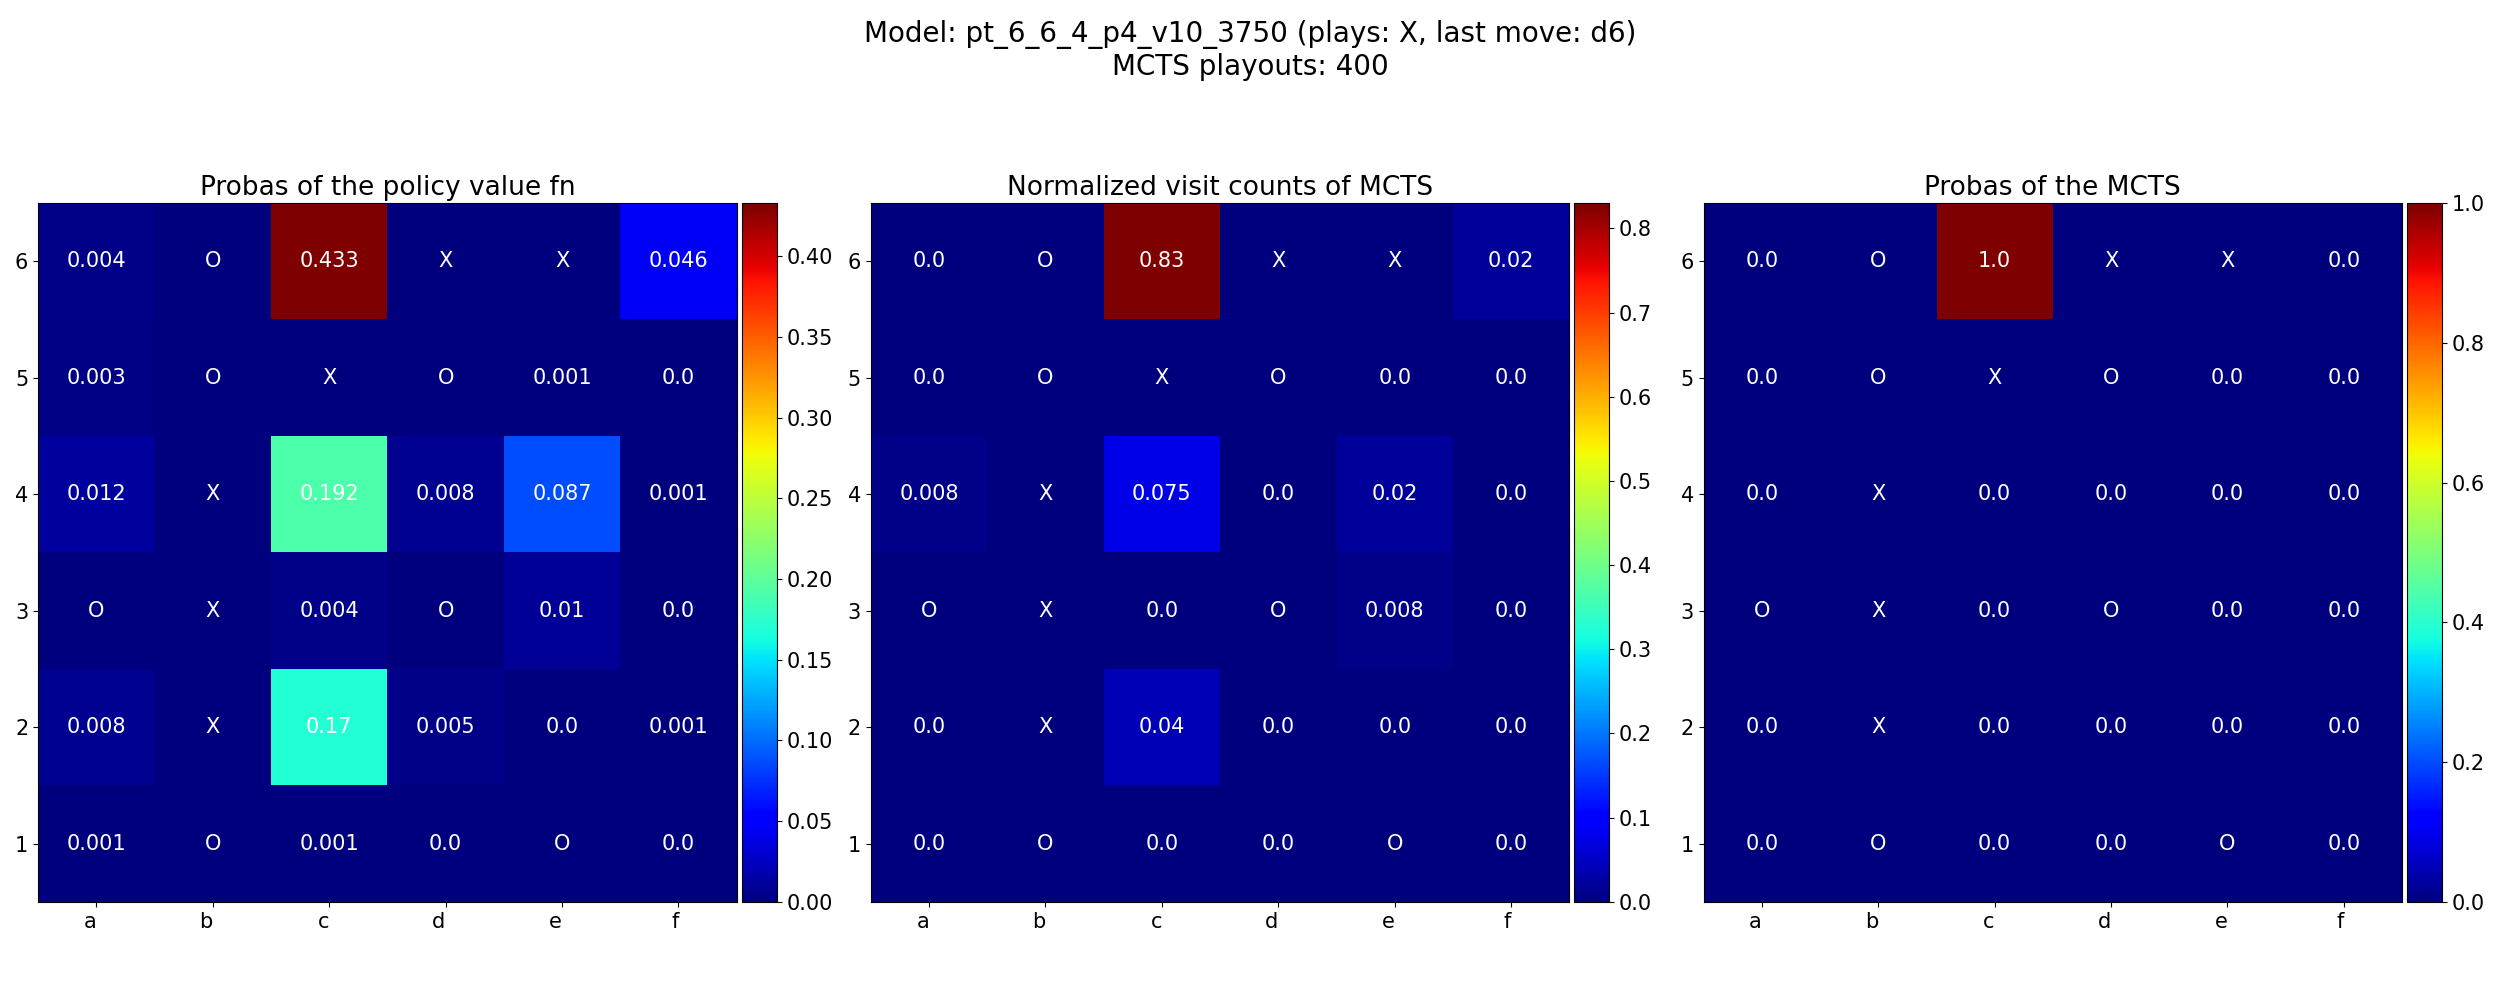 Model: pt_6_6_4_p4_v10_3750 (plays: X, last move: d6)
MCTS playouts: 400
Probas of the policy value fn
6 0.004 O 0.433 X X 0.046
5 0.003 O X O 0.001 0.0
4 0.012 X 0.192 0.008 0.087 0.001
3 O X 0.004 O 0.01 0.0
2 0.008 X 0.17 0.005 0.0 0.001
1 0.001 O 0.001 0.0 O 0.0
a b c d e f
0.40
0.35
0.30
0.25
0.20
0.15
0.10
0.05
0.00
Normalized visit counts of MCTS
6 0.0 O 0.83 X X 0.02
5 0.0 O X O 0.0 0.0
4 0.008 X 0.075 0.0 0.02 0.0
3 O X 0.0 O 0.008 0.0
2 0.0 X 0.04 0.0 0.0 0.0
1 0.0 O 0.0 0.0 O 0.0
a b c d e f
0.8
0.7
0.6
0.5
0.4
0.3
0.2
0.1
0.0
Probas of the MCTS
6 0.0 O 1.0 X X 0.0
5 0.0 O X O 0.0 0.0
4 0.0 X 0.0 0.0 0.0 0.0
3 O X 0.0 O 0.0 0.0
2 0.0 X 0.0 0.0 0.0 0.0
1 0.0 O 0.0 0.0 O 0.0
a b c d e f
1.0
0.8
0.6
0.4
0.2
0.0